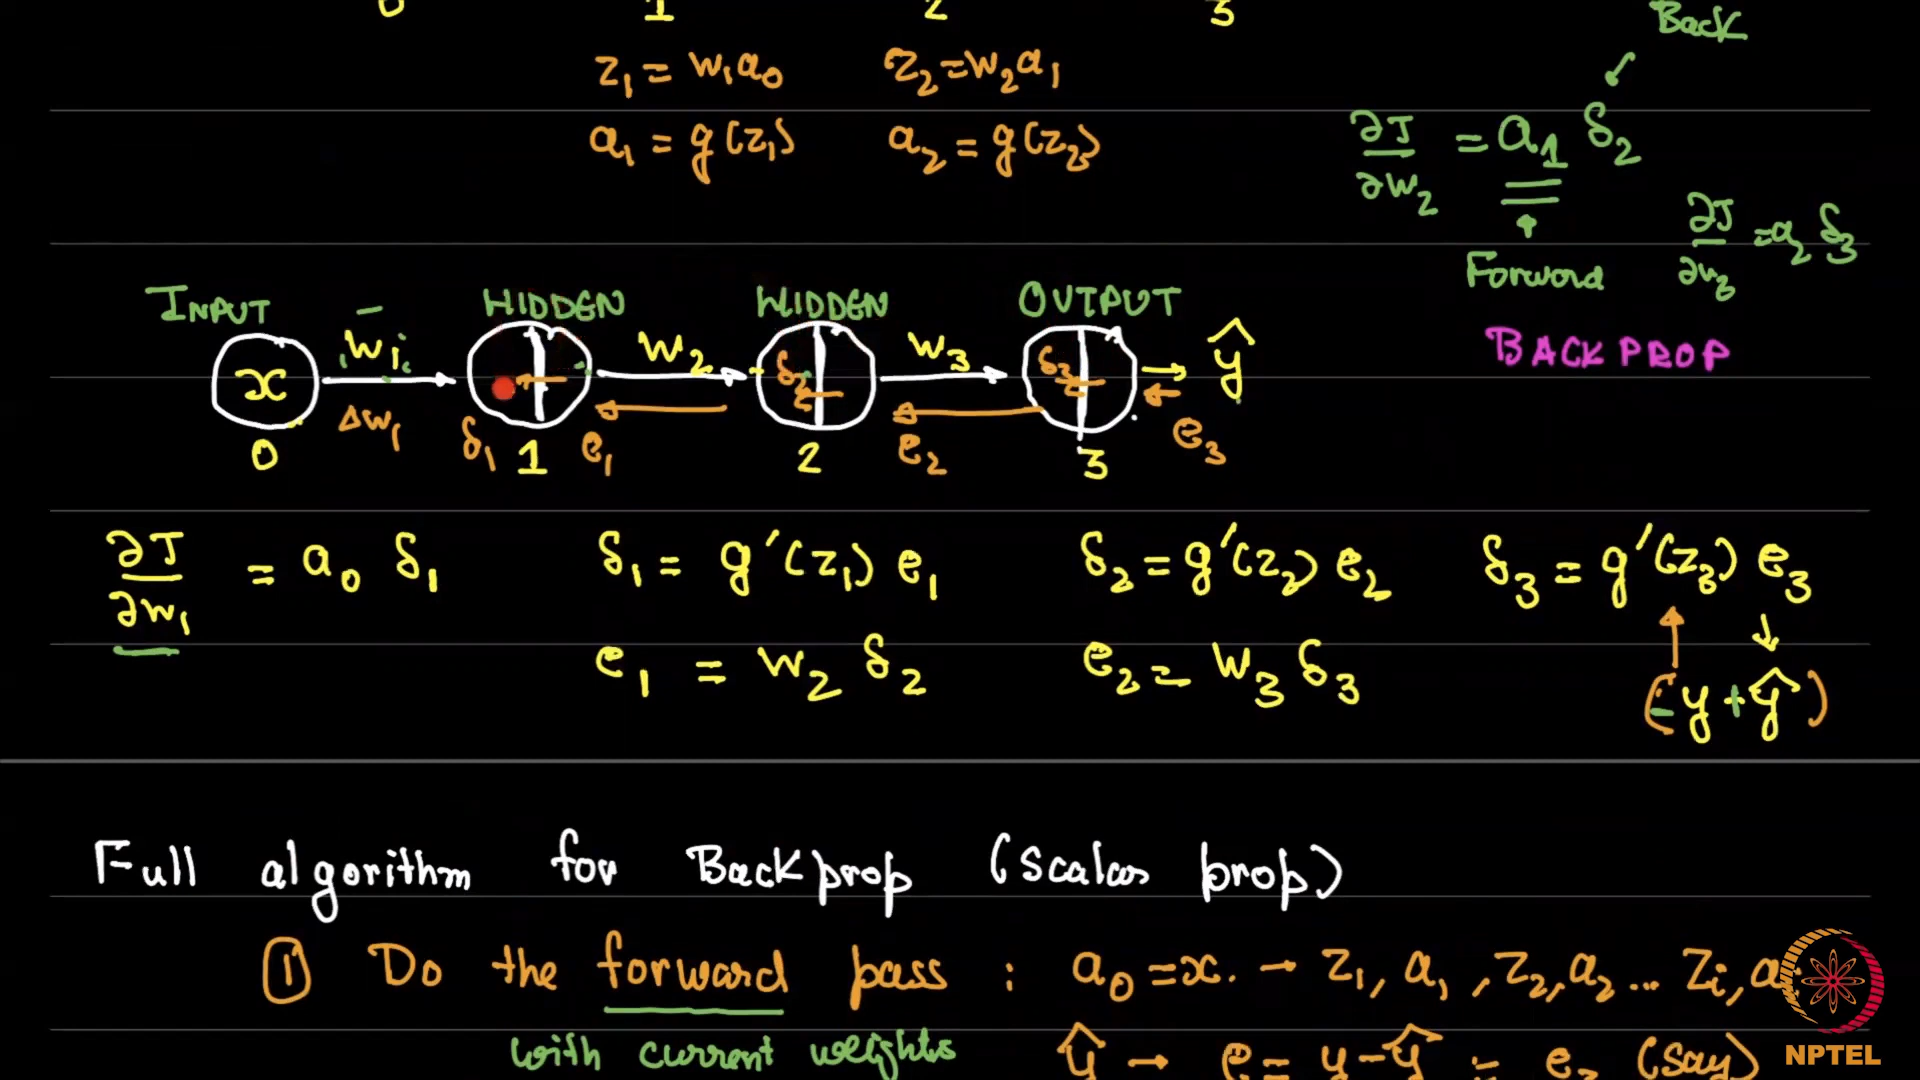 0 1 2 3
Back
z₁ = w₁a₀ z₂ = w₂a₁
a₁ = g(z₁) a₂ = g(z₂)
∂J/∂w₂ = a₁ δ₂
Forward
∂J/∂w₃ = a₂ δ₃
INPUT HIDDEN HIDDEN OUTPUT
BACKPROP
x w₁ w₂ δ₂ w₃ δ₃ ŷ
Δw₁ δ₁ e₁ e₂ e₃
0 1 2 3
∂J/∂w₁ = a₀ δ₁ δ₁ = g′(z₁) e₁ δ₂ = g′(z₂) e₂ δ₃ = g′(z₃) e₃
e₁ = w₂ δ₂ e₂ = w₃ δ₃ (-y+ŷ)
Full algorithm for Backprop (Scalar prop)
① Do the forward pass : a₀ = x. → z₁, a₁, z₂, a₂ ... zᵢ, aᵢ
with current weights ŷ → e = y-ŷ = e₃ (say)
NPTEL